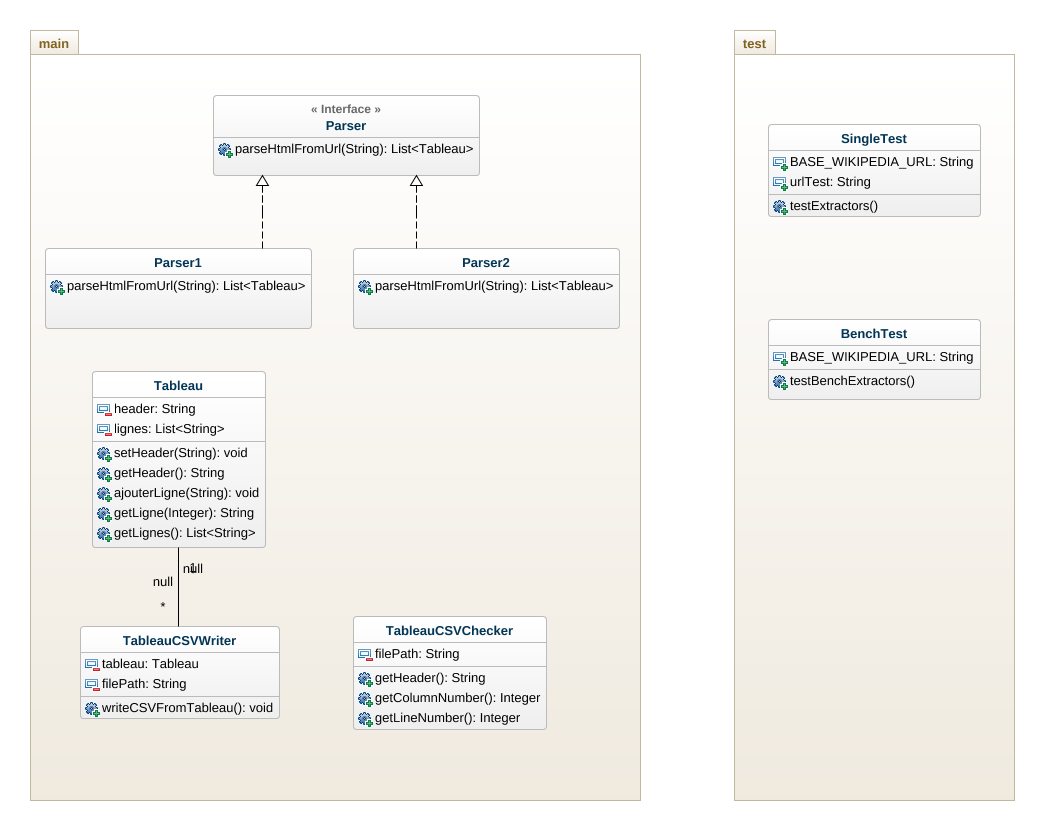 main
« Interface »
Parser
parseHtmlFromUrl(String): List<Tableau>
Parser1
parseHtmlFromUrl(String): List<Tableau>
Parser2
parseHtmlFromUrl(String): List<Tableau>
Tableau
header: String
lignes: List<String>
setHeader(String): void
getHeader(): String
ajouterLigne(String): void
getLigne(Integer): String
getLignes(): List<String>
null
null
*
TableauCSVWriter
tableau: Tableau
filePath: String
writeCSVFromTableau(): void
TableauCSVChecker
filePath: String
getHeader(): String
getColumnNumber(): Integer
getLineNumber(): Integer
test
SingleTest
BASE_WIKIPEDIA_URL: String
urlTest: String
testExtractors()
BenchTest
BASE_WIKIPEDIA_URL: String
testBenchExtractors()